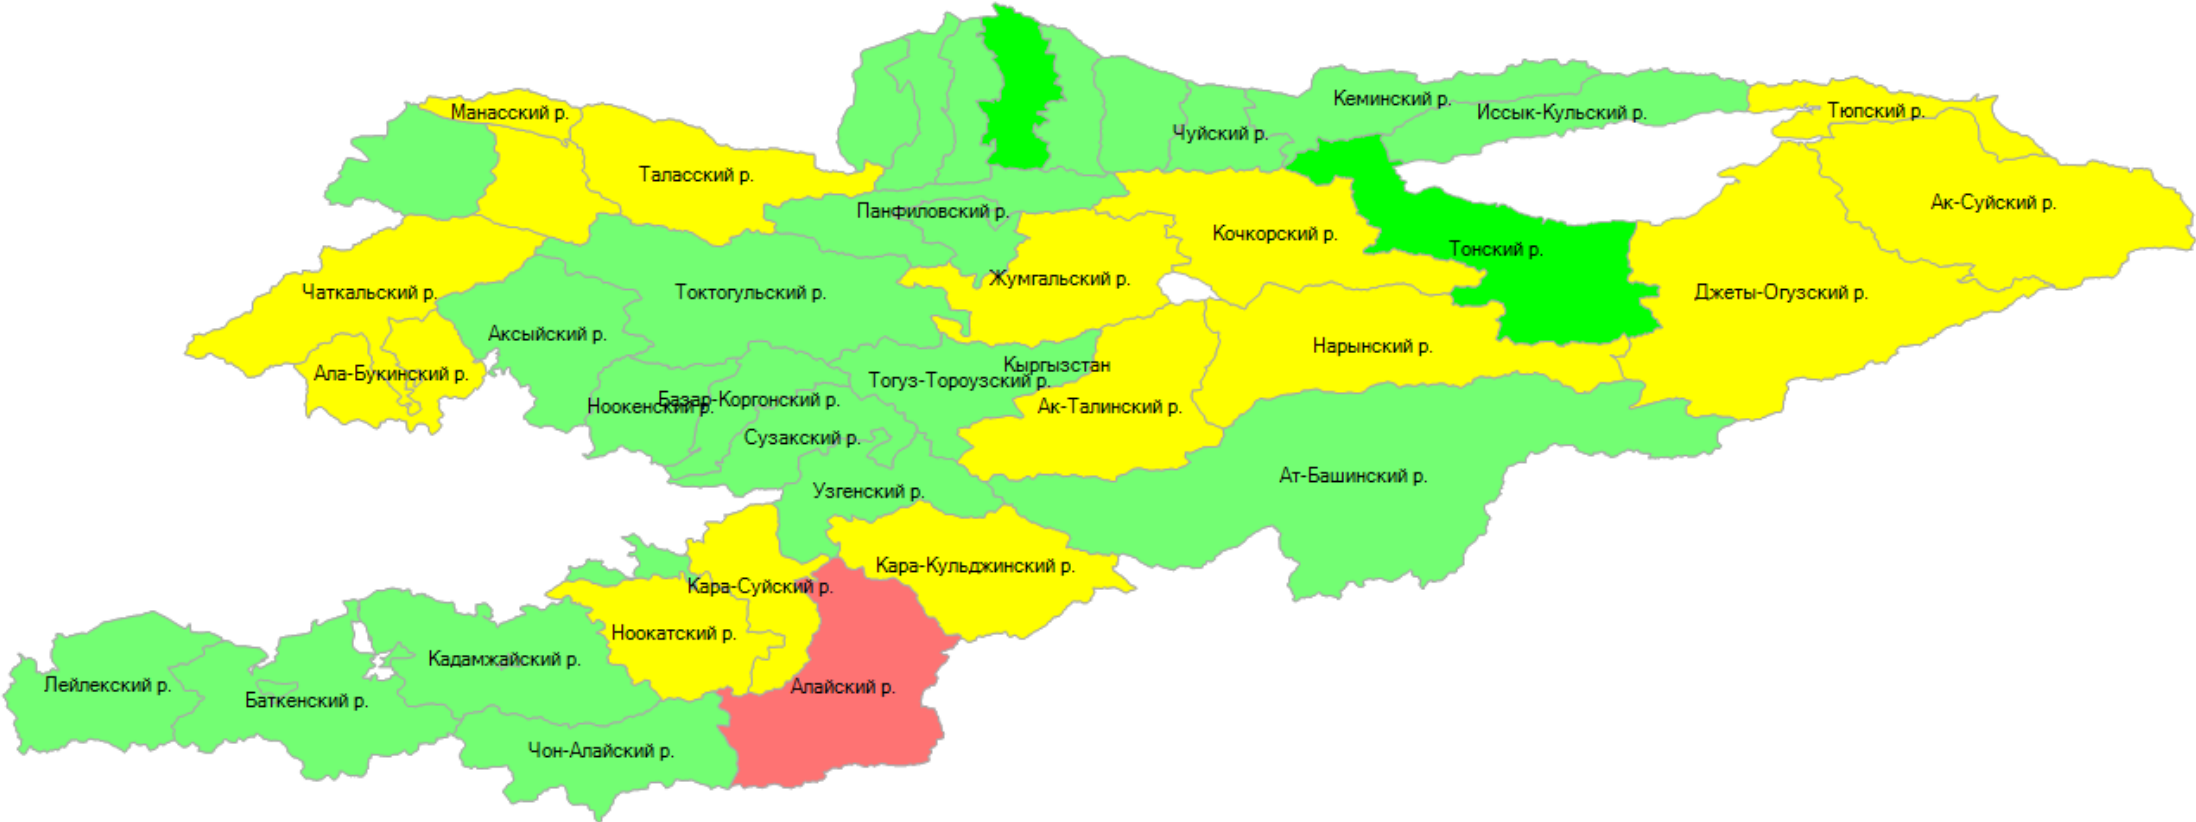 Кеминский р.
Манасский р.
Иссык-Кульский р.
Тюпский р.
Чуйский р.
Таласский р.
Ак-Суйский р.
Панфиловский р.
Кочкорский р.
Тонский р.
Жумгальский р.
Чаткальский р.
Токтогульский р.
Джеты-Огузский р.
Аксыйский р.
Нарынский р.
Кыргызстан
Ала-Букинский р.
Тогуз-Тороузский р.
Базар-Коргонский р.
Ноокенский р.
Ак-Талинский р.
Сузакский р.
Ат-Башинский р.
Узгенский р.
Кара-Кульджинский р.
Кара-Суйский р.
Ноокатский р.
Кадамжайский р.
Лейлекский р.
Алайский р.
Баткенский р.
Чон-Алайский р.